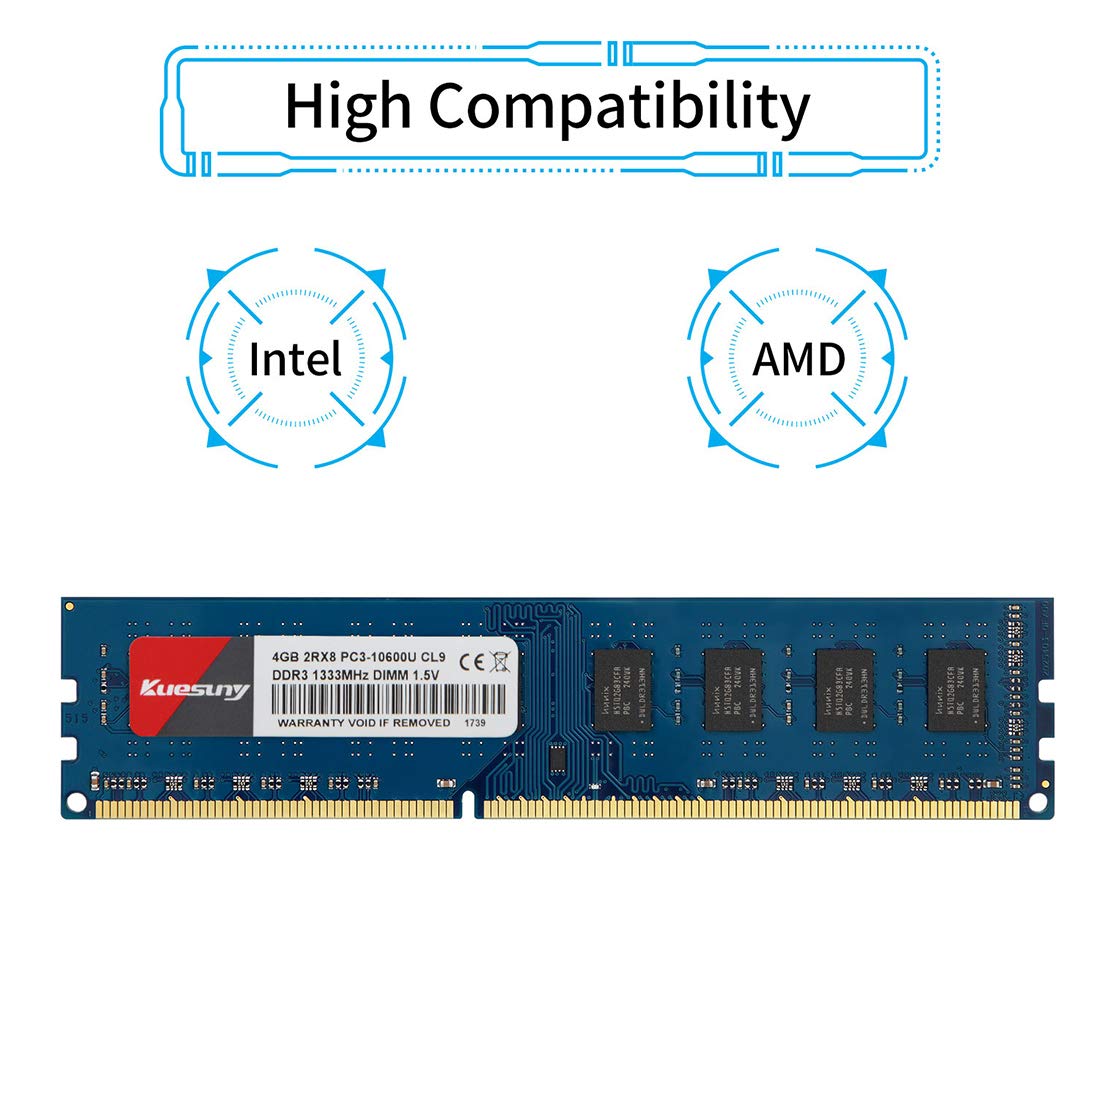 High Compatibility
Intel
AMD
Kuesuny
4GB 2RX8 PC3-10600U CL9
DDR3 1333MHz DIMM 1.5V
WARRANTY VOID IF REMOVED 1739
CE